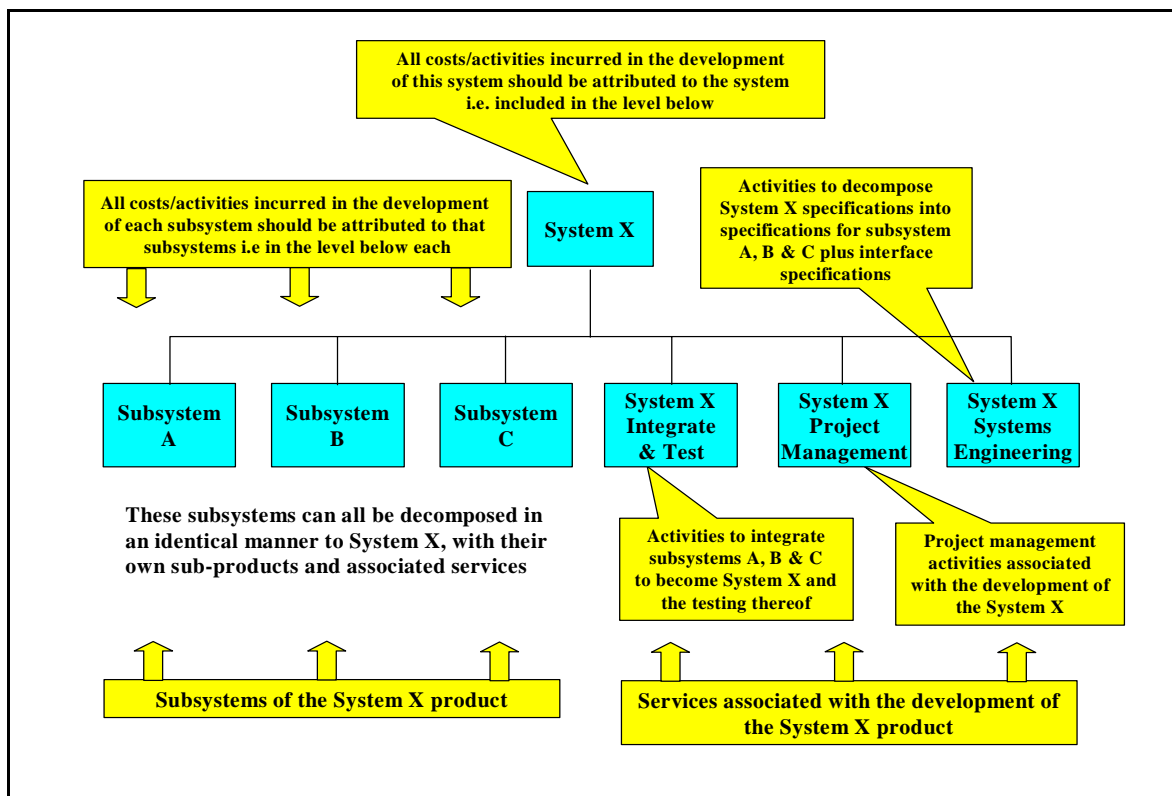 All costs/activities incurred in the development
of this system should be attributed to the system
i.e. included in the level below
All costs/activities incurred in the development
of each subsystem should be attributed to that
subsystems i.e in the level below each
System X
Activities to decompose
System X specifications into
specifications for subsystem
A, B & C plus interface
specifications
Subsystem
A
Subsystem
B
Subsystem
C
System X
Integrate
& Test
System X
Project
Management
System X
Systems
Engineering
These subsystems can all be decomposed in
an identical manner to System X, with their
own sub-products and associated services
Activities to integrate
subsystems A, B & C
to become System X and
the testing thereof
Project management
activities associated
with the development of
the System X
Subsystems of the System X product
Services associated with the development of
the System X product